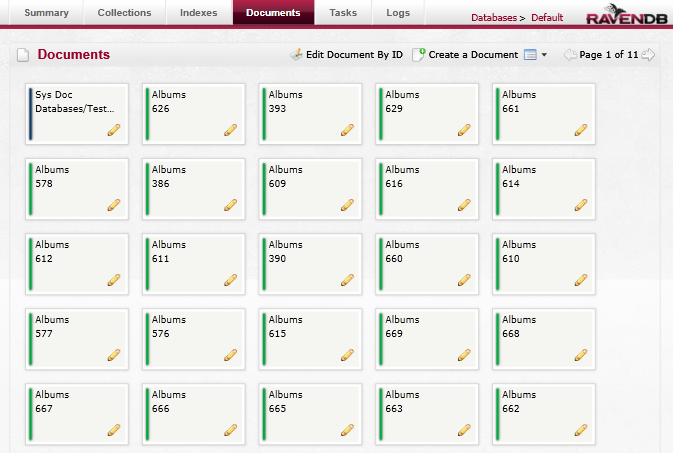 Summary Collections Indexes Documents Tasks Logs
Databases > Default
RAVENDB
Documents
Edit Document By ID Create a Document Page 1 of 11
Sys Doc
Databases/Test...
Albums
626
Albums
393
Albums
629
Albums
661
Albums
578
Albums
386
Albums
609
Albums
616
Albums
614
Albums
612
Albums
611
Albums
390
Albums
660
Albums
610
Albums
577
Albums
576
Albums
615
Albums
669
Albums
668
Albums
667
Albums
666
Albums
665
Albums
663
Albums
662